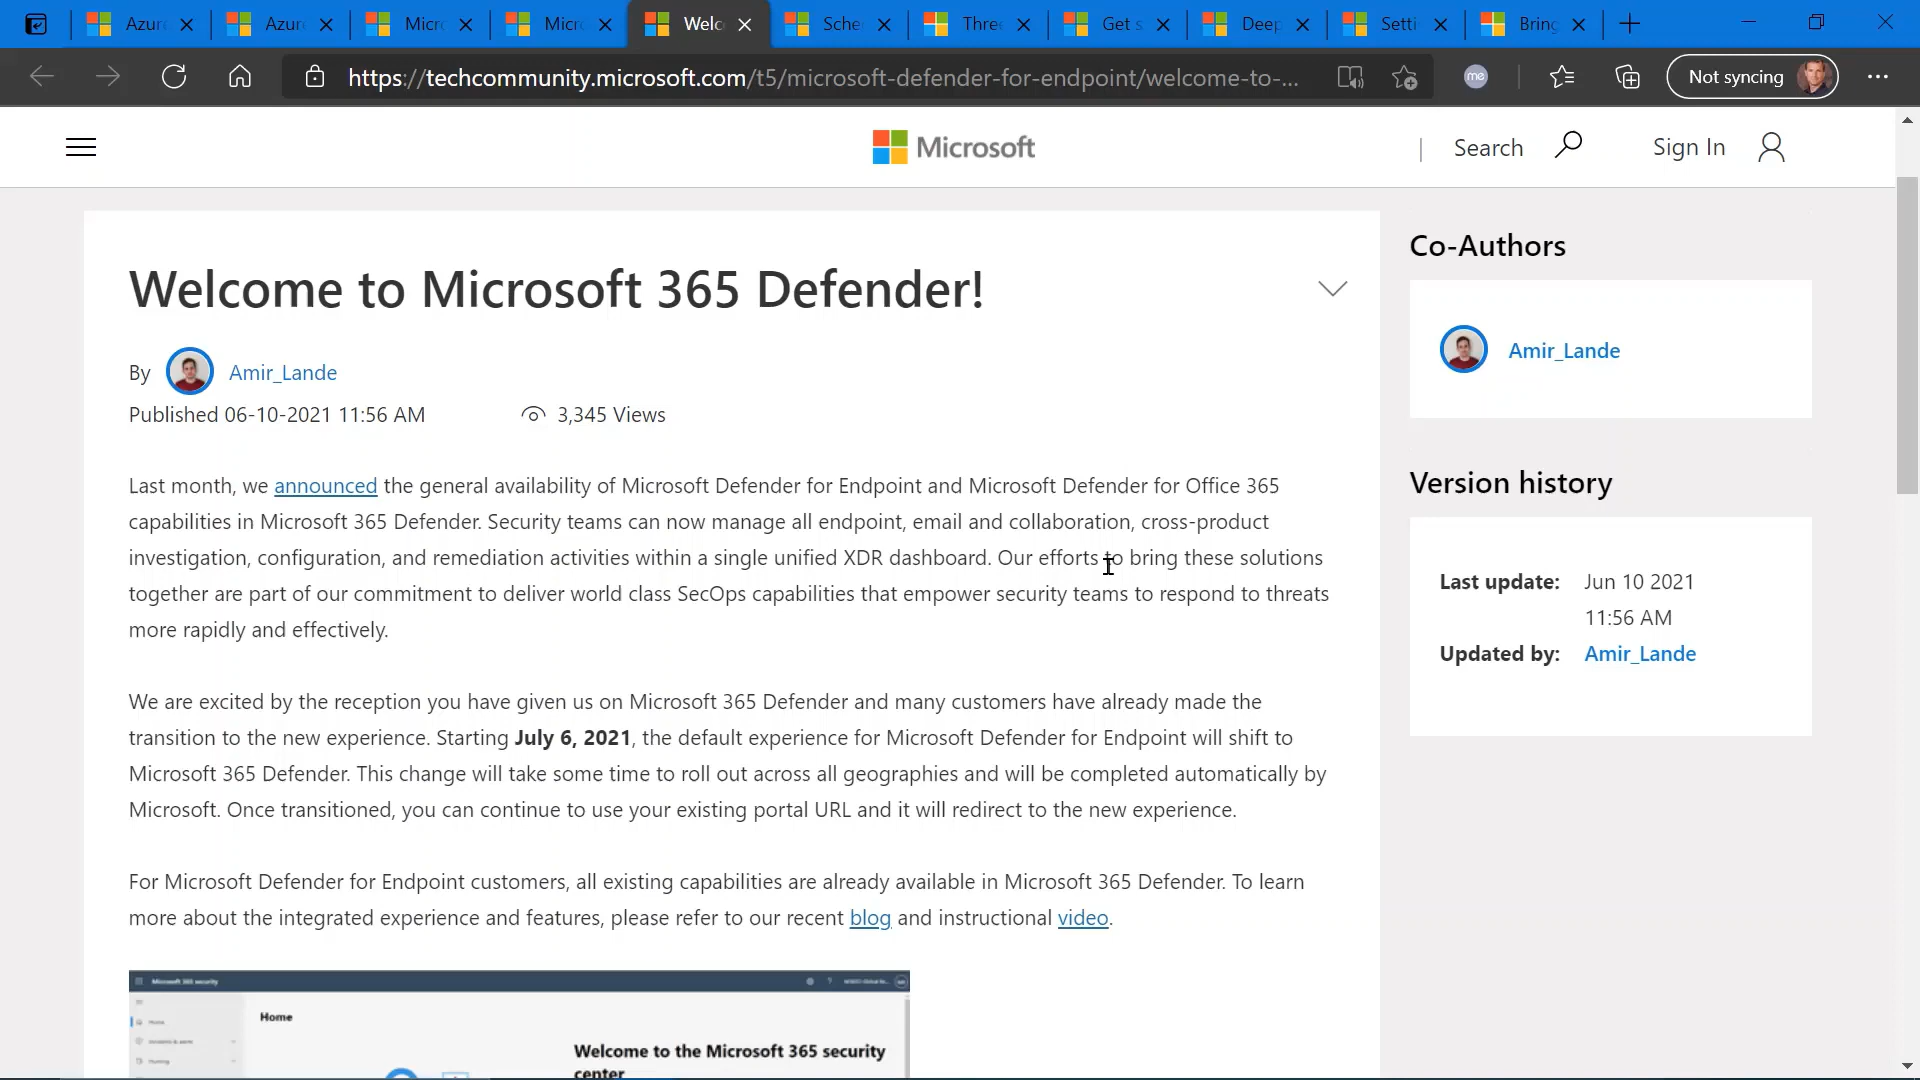 Azure
Azure
Micro
Micro
Welc
Sche
Three
Get s
Deep
Setti
Bring
https://techcommunity.microsoft.com/t5/microsoft-defender-for-endpoint/welcome-to-...
me
Not syncing
Microsoft
Search
Sign In
Welcome to Microsoft 365 Defender!
By Amir_Lande
Published 06-10-2021 11:56 AM
3,345 Views
Last month, we announced the general availability of Microsoft Defender for Endpoint and Microsoft Defender for Office 365
capabilities in Microsoft 365 Defender. Security teams can now manage all endpoint, email and collaboration, cross-product
investigation, configuration, and remediation activities within a single unified XDR dashboard. Our efforts to bring these solutions
together are part of our commitment to deliver world class SecOps capabilities that empower security teams to respond to threats
more rapidly and effectively.
We are excited by the reception you have given us on Microsoft 365 Defender and many customers have already made the
transition to the new experience. Starting July 6, 2021, the default experience for Microsoft Defender for Endpoint will shift to
Microsoft 365 Defender. This change will take some time to roll out across all geographies and will be completed automatically by
Microsoft. Once transitioned, you can continue to use your existing portal URL and it will redirect to the new experience.
For Microsoft Defender for Endpoint customers, all existing capabilities are already available in Microsoft 365 Defender. To learn
more about the integrated experience and features, please refer to our recent blog and instructional video.
Microsoft 365 security
Home
Home
Incidents & alerts
Hunting
Welcome to the Microsoft 365 security
center
Co-Authors
Amir_Lande
Version history
Last update: Jun 10 2021
11:56 AM
Updated by: Amir_Lande